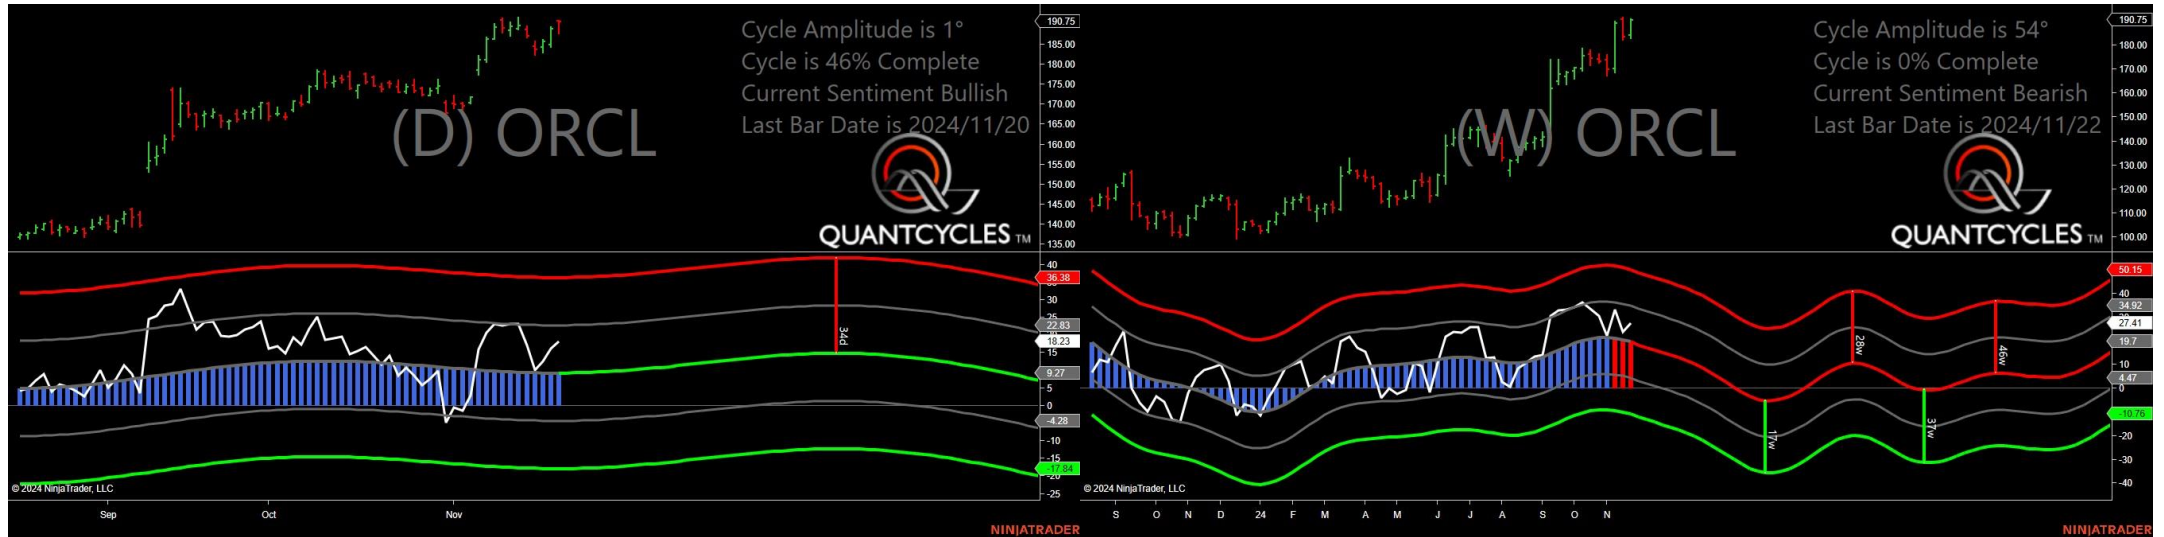 Cycle Amplitude is 1°
Cycle is 46% Complete
Current Sentiment Bullish
Last Bar Date is 2024/11/20
(D) ORCL
QUANTCYCLES TM
190.75
185.00
180.00
175.00
170.00
165.00
160.00
155.00
150.00
145.00
140.00
135.00
40
36.38
30
25
22.83
18.23
15
9.27
5
0
-4.28
-10
-15
-17.84
-20
-25
34d
© 2024 NinjaTrader, LLC
Sep Oct Nov
NINJATRADER
Cycle Amplitude is 54°
Cycle is 0% Complete
Current Sentiment Bearish
Last Bar Date is 2024/11/22
(W) ORCL
QUANTCYCLES TM
190.75
180.00
170.00
160.00
150.00
140.00
130.00
120.00
110.00
100.00
50.15
40
34.92
27.41
19.7
10
4.47
0
-10.76
-20
-30
-40
17w
28w
37w
46w
© 2024 NinjaTrader, LLC
S O N D 24 F M A M J J A S O N
NINJATRADER